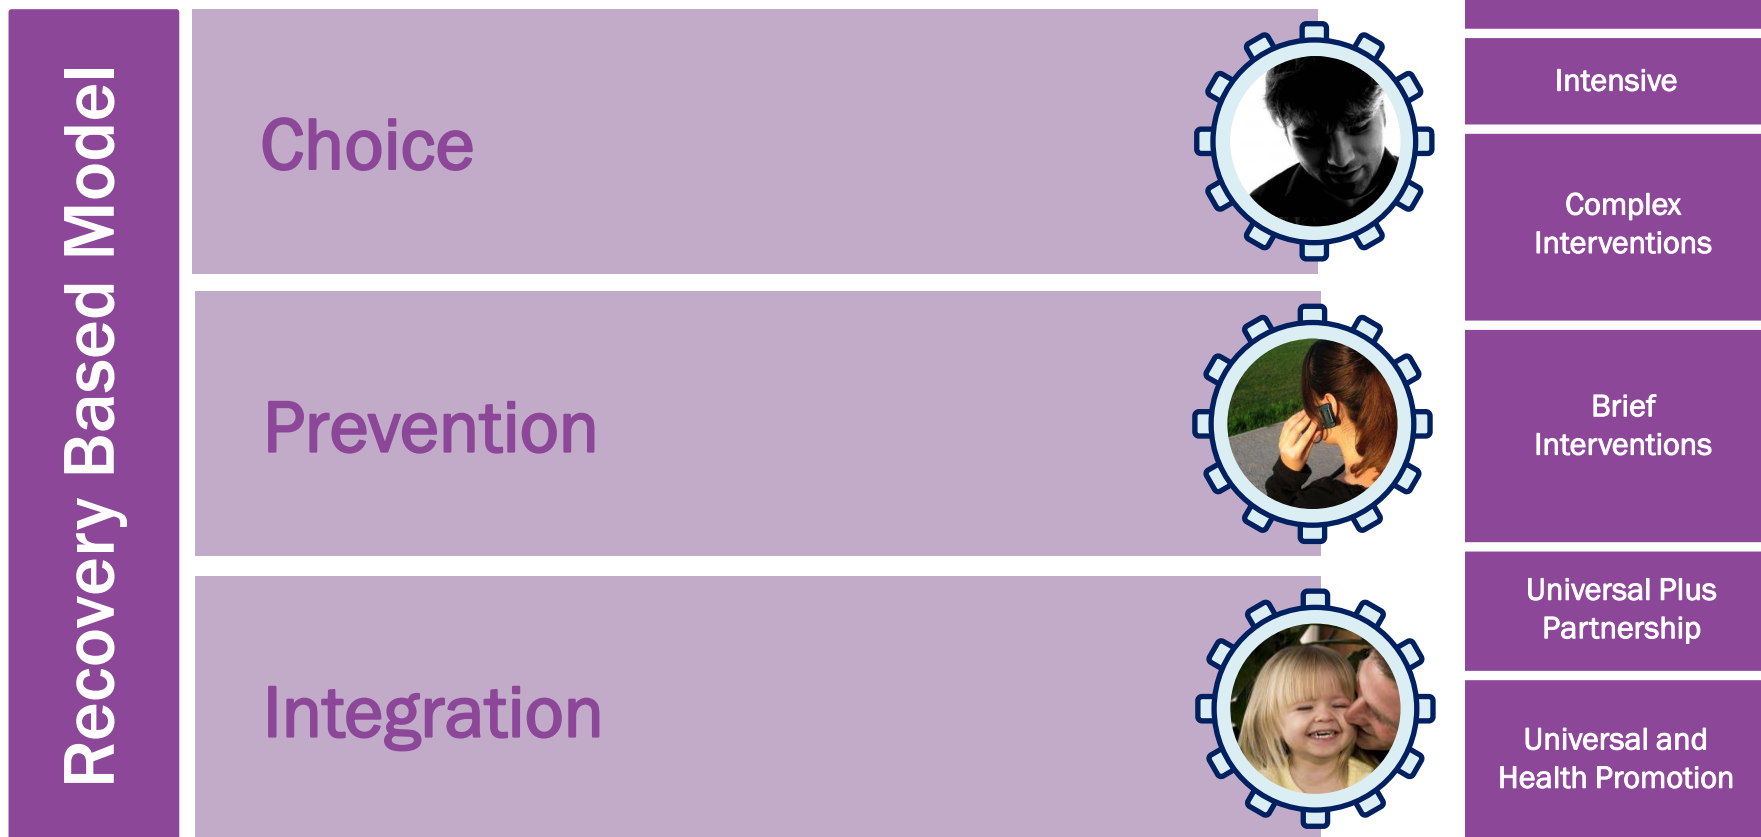 Recovery Based Model
Choice
Prevention
Integration
Intensive
Complex
Interventions
Brief
Interventions
Universal Plus
Partnership
Universal and
Health Promotion